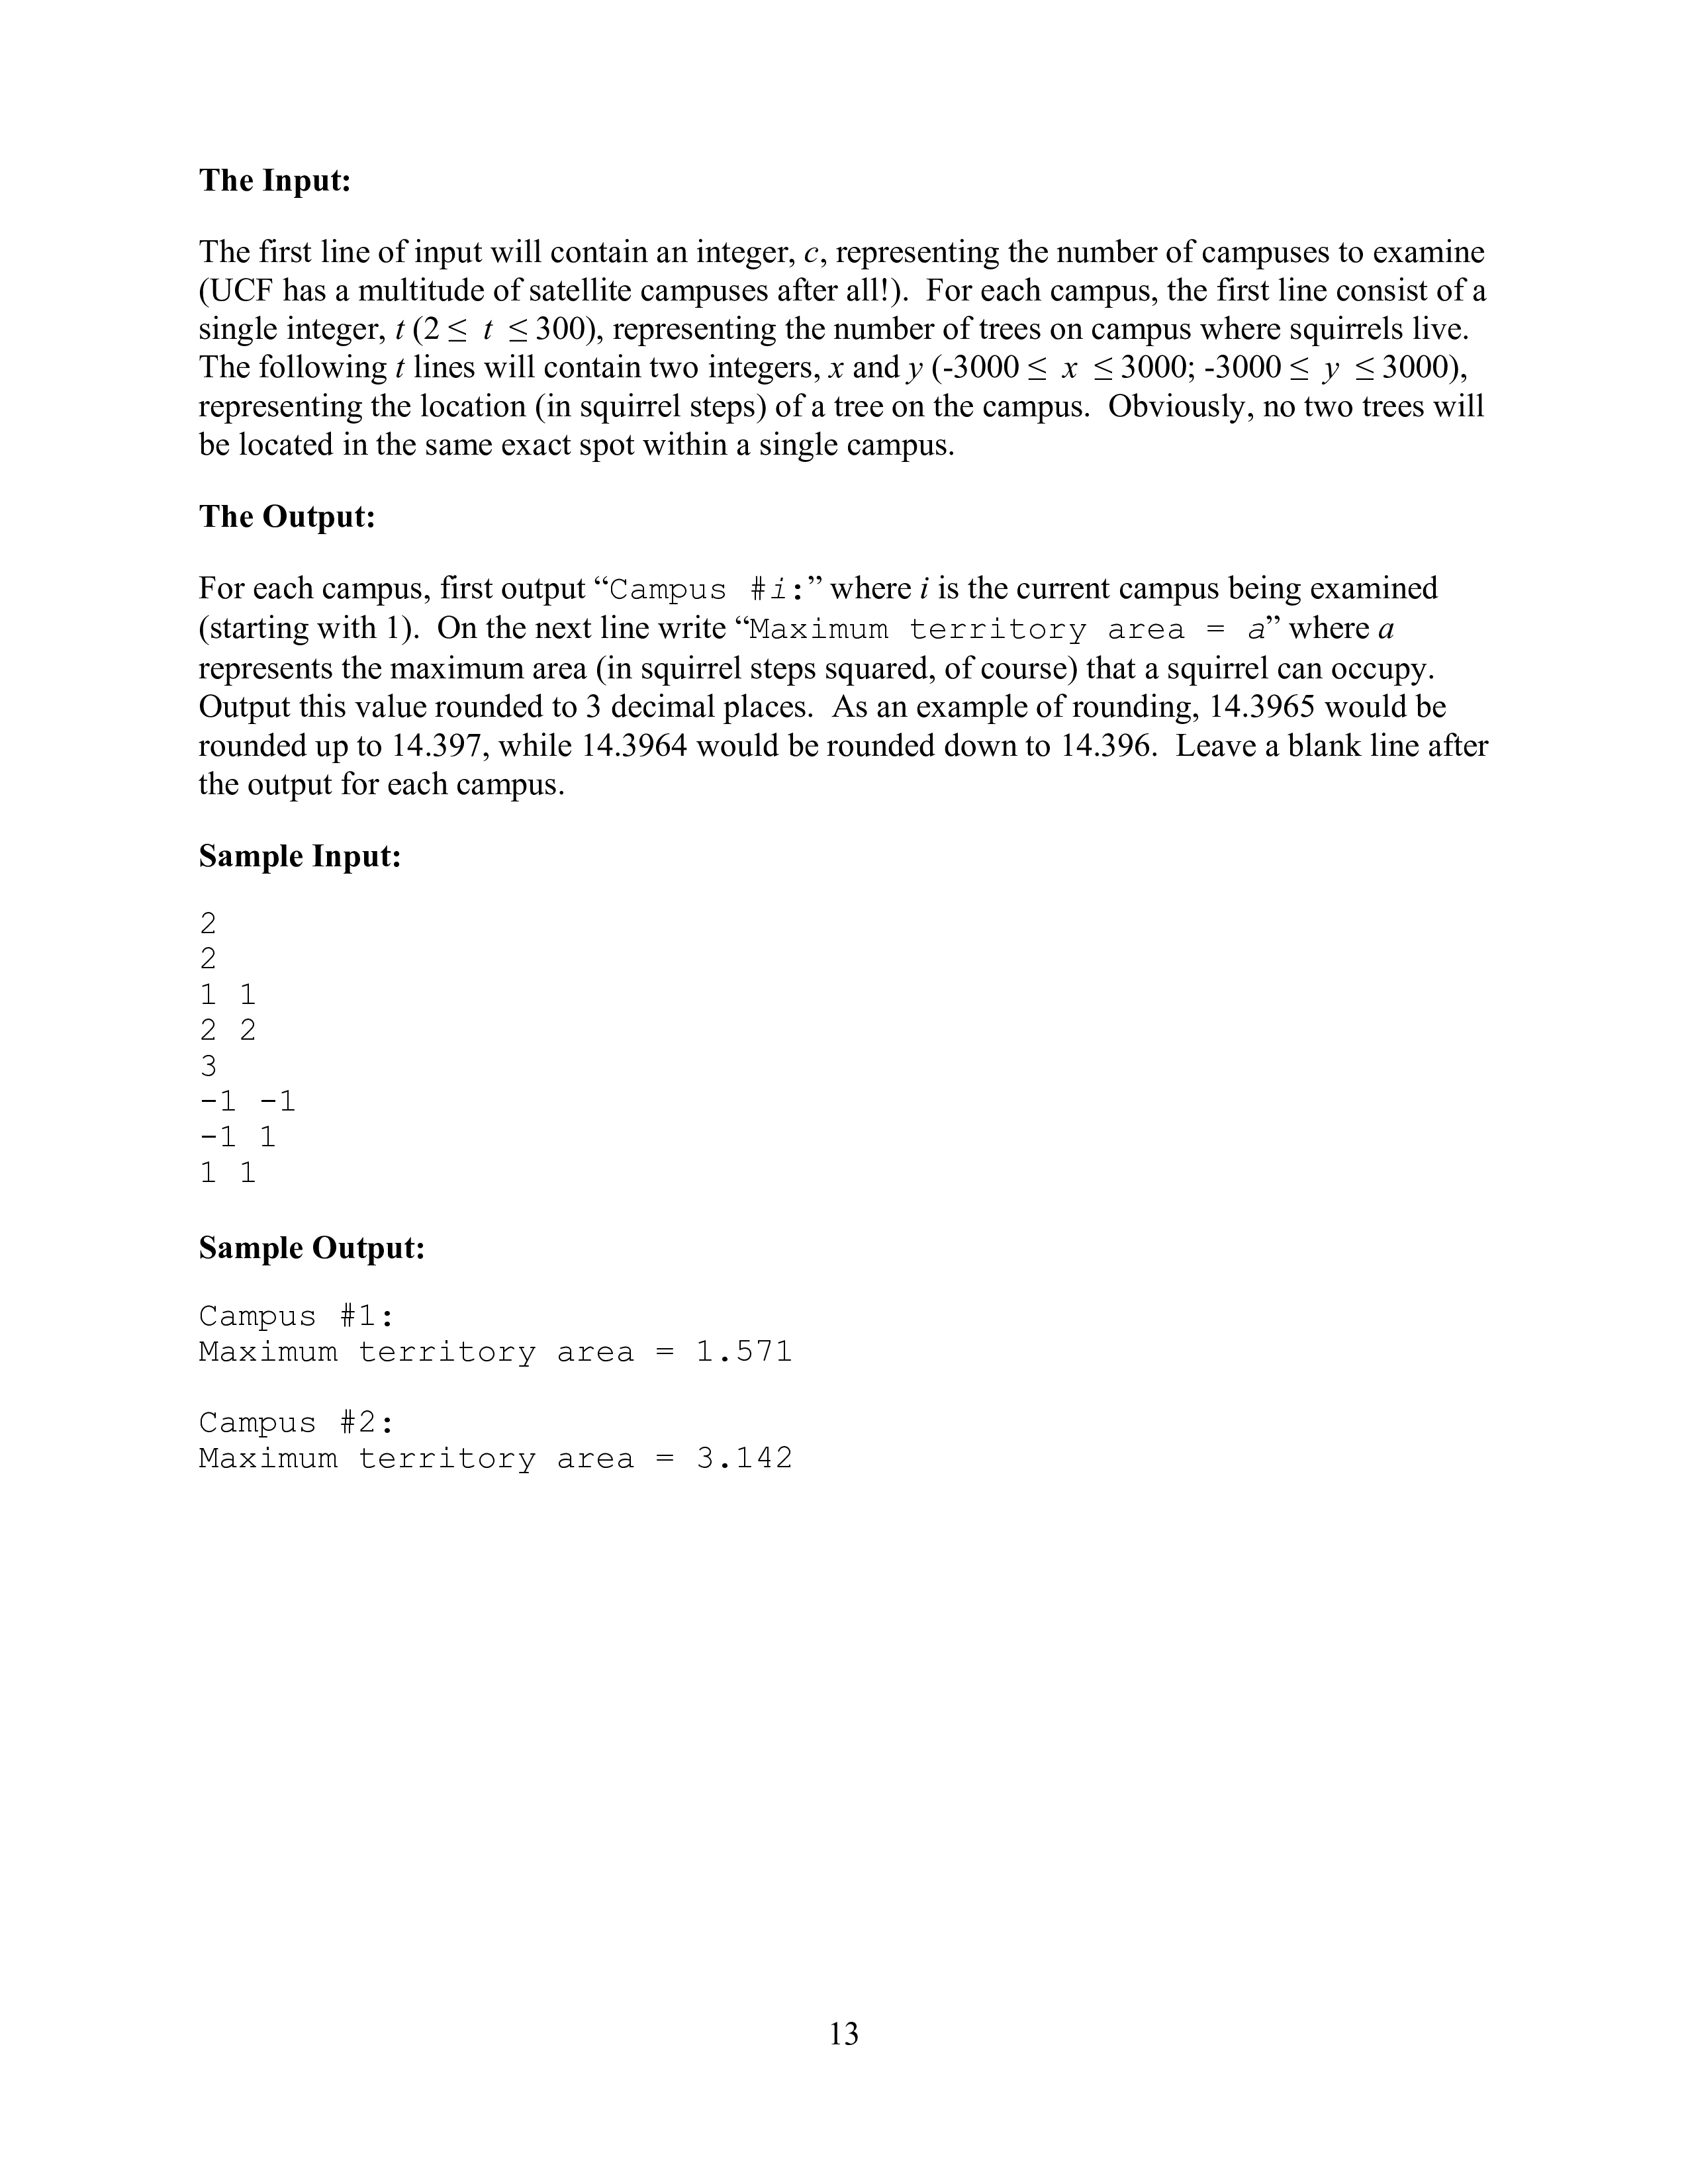 The Input:
The first line of input will contain an integer, c, representing the number of campuses to examine
(UCF has a multitude of satellite campuses after all!). For each campus, the first line consist of a
single integer, t (2 ≤ t ≤ 300), representing the number of trees on campus where squirrels live.
The following t lines will contain two integers, x and y (-3000 ≤ x ≤ 3000; -3000 ≤ y ≤ 3000),
representing the location (in squirrel steps) of a tree on the campus. Obviously, no two trees will
be located in the same exact spot within a single campus.
The Output:
For each campus, first output “Campus #i:” where i is the current campus being examined
(starting with 1). On the next line write “Maximum territory area = a” where a
represents the maximum area (in squirrel steps squared, of course) that a squirrel can occupy.
Output this value rounded to 3 decimal places. As an example of rounding, 14.3965 would be
rounded up to 14.397, while 14.3964 would be rounded down to 14.396. Leave a blank line after
the output for each campus.
Sample Input:
2
2
1 1
2 2
3
-1 -1
-1 1
1 1
Sample Output:
Campus #1:
Maximum territory area = 1.571
Campus #2:
Maximum territory area = 3.142
13